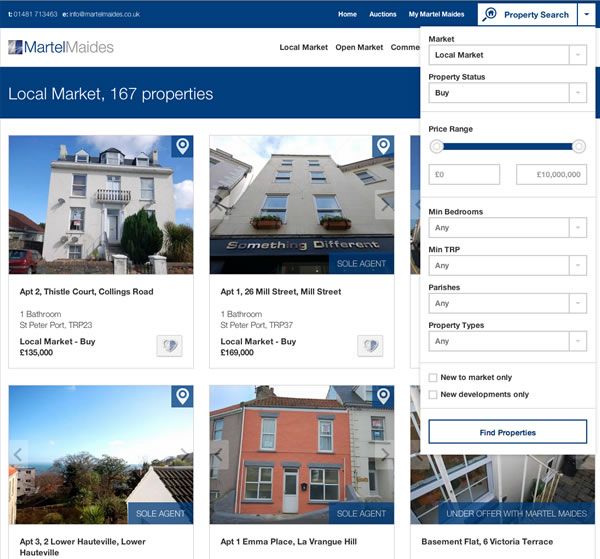 t: 01481 713463 e: info@martelmaides.co.uk
Home Auctions My Martel Maides Property Search
MartelMaides
Local Market Open Market Comme
Local Market, 167 properties
Market
Local Market
Property Status
Buy
Price Range
£0 £10,000,000
Min Bedrooms
Any
Min TRP
Any
Parishes
Any
Property Types
Any
New to market only
New developments only
Find Properties
Apt 2, Thistle Court, Collings Road
1 Bathroom
St Peter Port, TRP23
Local Market - Buy
£135,000
Something Different
SOLE AGENT
Apt 1, 26 Mill Street, Mill Street
1 Bathroom
St Peter Port, TRP37
Local Market - Buy
£169,000
SOLE AGENT
Apt 3, 2 Lower Hauteville, Lower
Hauteville
SOLE AGENT
Apt 1 Emma Place, La Vrangue Hill
UNDER OFFER WITH MARTEL MAIDES
Basement Flat, 6 Victoria Terrace